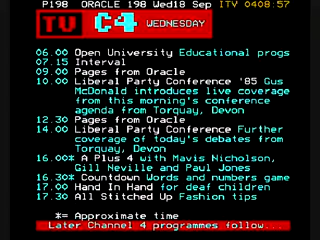 P198 ORACLE 198 Wed18 Sep ITV 0408:57
TV C4 WEDNESDAY
06.00 Open University Educational progs
07.15 Interval
09.00 Pages from Oracle
10.00 Liberal Party Conference '85 Gus
McDonald introduces live coverage
from this morning's conference
agenda from Torquay, Devon
12.30 Pages from Oracle
14.00 Liberal Party Conference Further
coverage of today's debates from
Torquay, Devon
16.00* A Plus 4 with Mavis Nicholson,
Gill Neville and Paul Jones
16.30* Countdown Words and numbers game
17.00 Hand In Hand for deaf children
17.30 All Stitched Up Fashion tips
*= Approximate time
Later Channel 4 programmes follow...